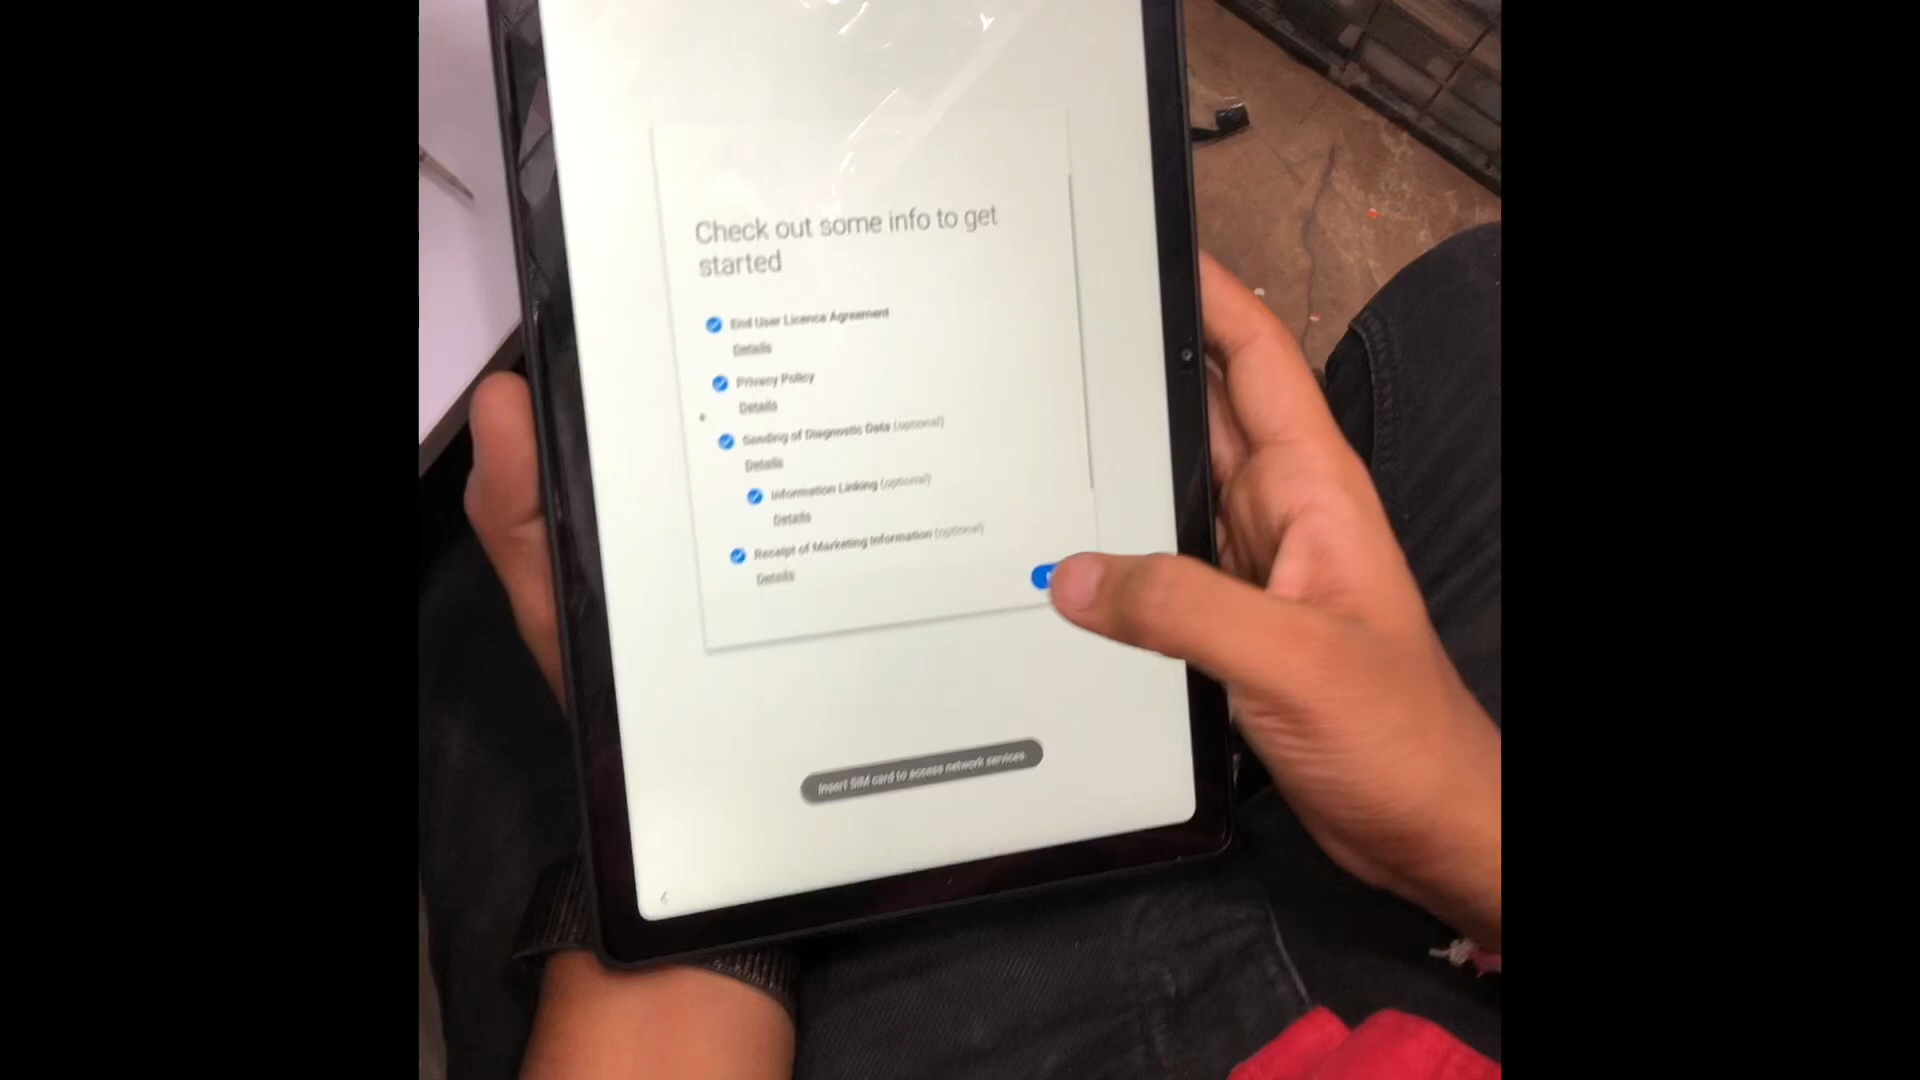 Check out some info to get
started
End User Licence Agreement
Details
Privacy Policy
Details
Sending of Diagnostic Data (optional)
Details
Information Linking (optional)
Details
Receipt of Marketing Information (optional)
Details
Insert SIM card to access network services.